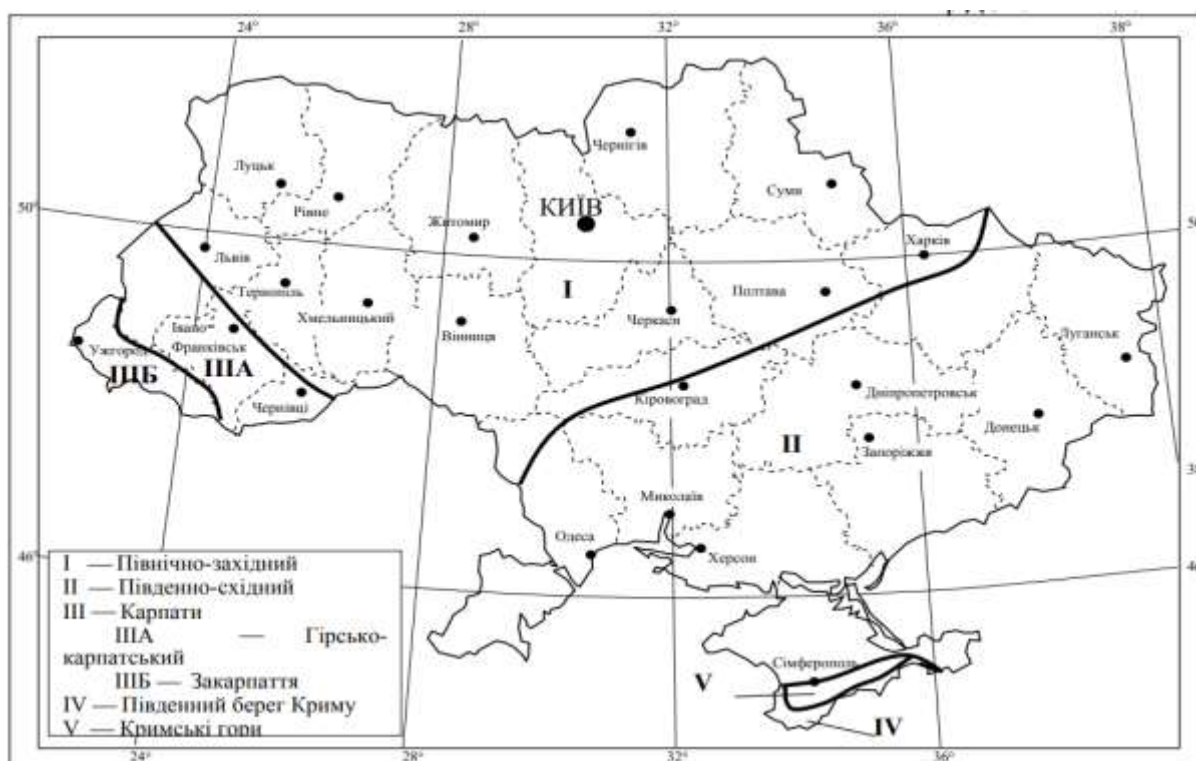 24°
28°
32°
36°
38°
Луцьк
Рівне
Чернігів
Суми
50°
КИЇВ
Житомир
Харків
Львів
Тернопіль
I
Полтава
Хмельницький
Черкаси
Вінниця
Луганськ
Івано-
Франківськ
Ужгород
IIIБ
IIIА
Чернівці
Кіровоград
Дніпропетровськ
Донецьк
II
Запоріжжя
Миколаїв
Одеса
Херсон
46°
I — Північно-західний
II — Південно-східний
III — Карпати
IIIА — Гірсько-
карпатський
IIIБ — Закарпаття
IV — Південний берег Криму
V — Кримські гори
Сімферополь
V
IV
24°
28°
32°
36°